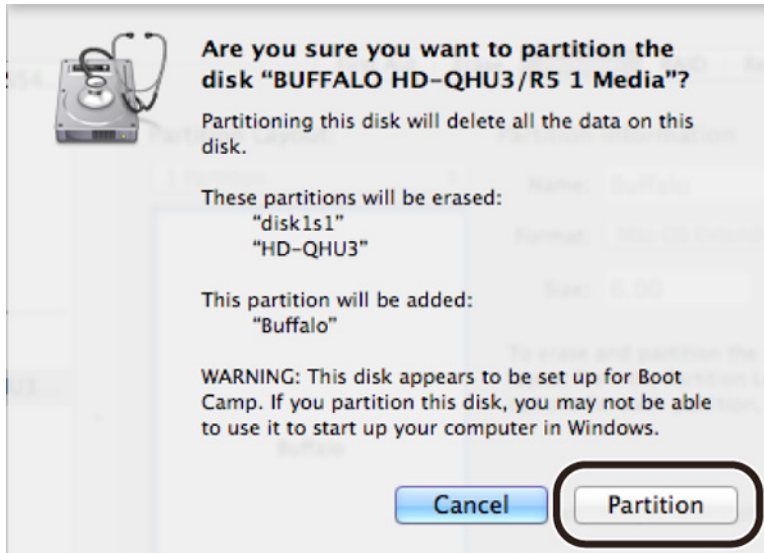 Are you sure you want to partition the
disk “BUFFALO HD-QHU3/R5 1 Media”?
Partitioning this disk will delete all the data on this
disk.
These partitions will be erased:
“disk1s1”
“HD-QHU3”
This partition will be added:
“Buffalo”
WARNING: This disk appears to be set up for Boot
Camp. If you partition this disk, you may not be able
to use it to start up your computer in Windows.
Cancel
Partition